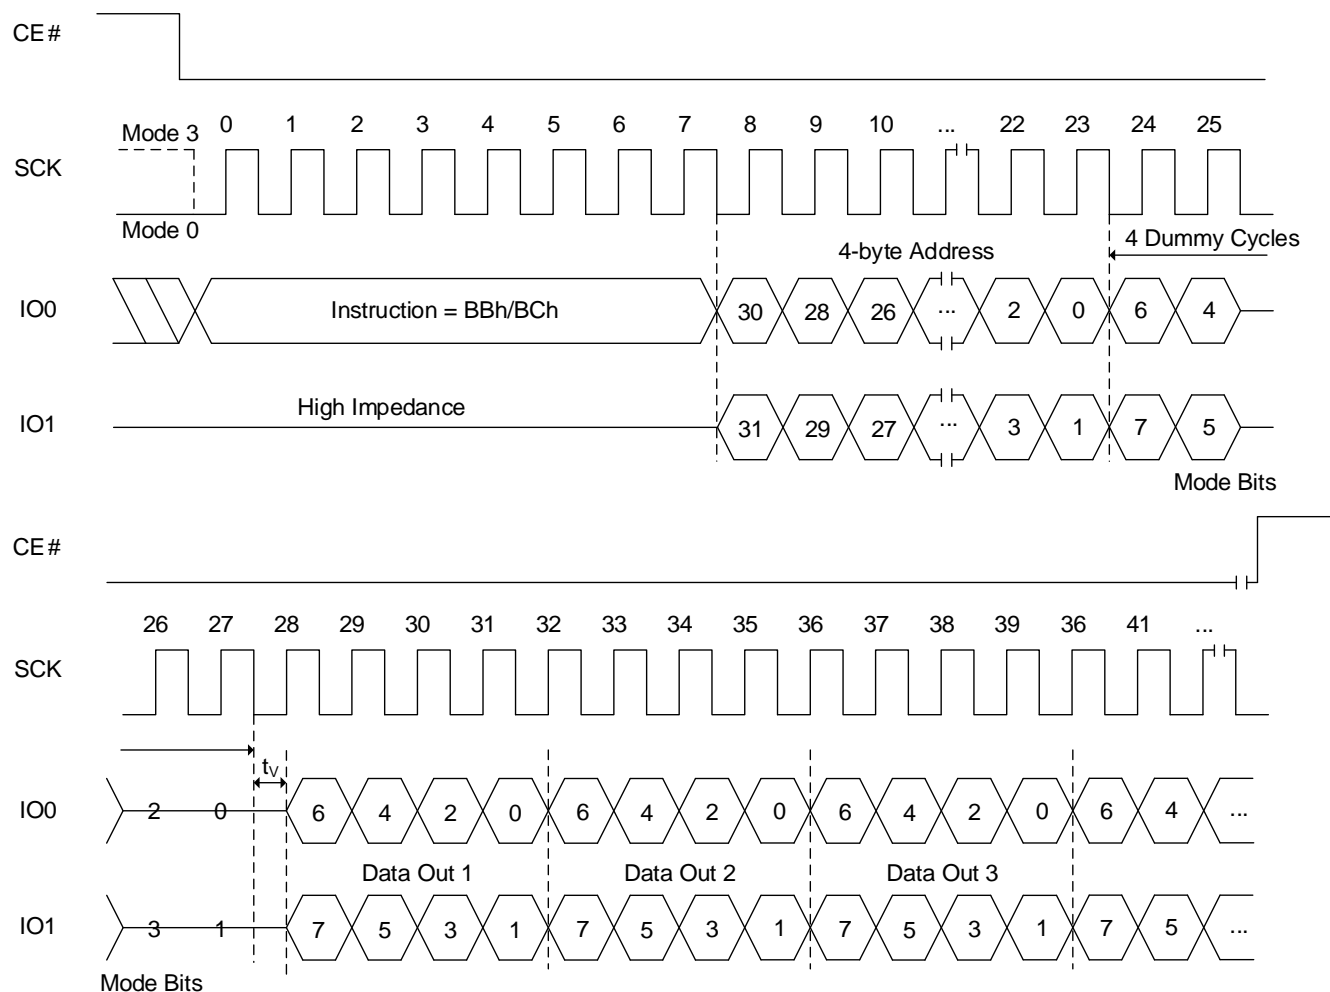 CE#
Mode 3 0 1 2 3 4 5 6 7 8 9 10 ... 22 23 24 25
SCK
Mode 0
4-byte Address 4 Dummy Cycles
IO0 Instruction = BBh/BCh 30 28 26 ... 2 0 6 4
High Impedance
IO1 31 29 27 ... 3 1 7 5
Mode Bits
CE#
26 27 28 29 30 31 32 33 34 35 36 37 38 39 36 41 ...
SCK
tV
IO0 2 0 6 4 2 0 6 4 2 0 6 4 2 0 6 4 ...
Data Out 1 Data Out 2 Data Out 3
IO1 3 1 7 5 3 1 7 5 3 1 7 5 3 1 7 5 ...
Mode Bits